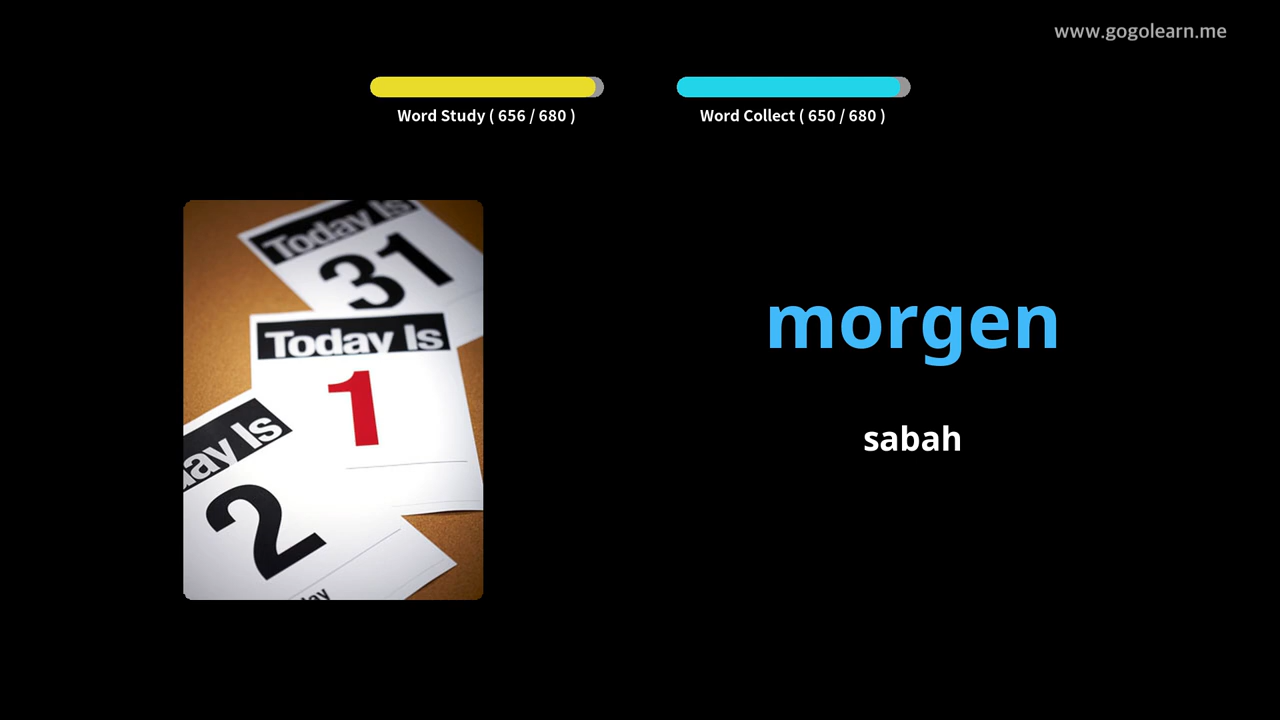 www.gogolearn.me
Word Study ( 656 / 680 )
Word Collect ( 650 / 680 )
Today Is
31
Today Is
1
ay Is
2
ay
morgen
sabah